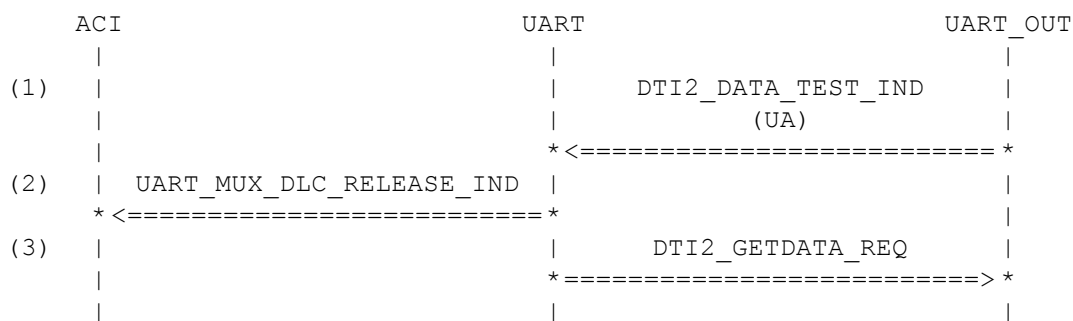 ACI UART UART_OUT
| | |
(1) | | DTI2_DATA_TEST_IND |
| | (UA) |
| *<==========================*
(2) | UART_MUX_DLC_RELEASE_IND | |
*<==========================* |
(3) | | DTI2_GETDATA_REQ |
| *==========================>*
| | |